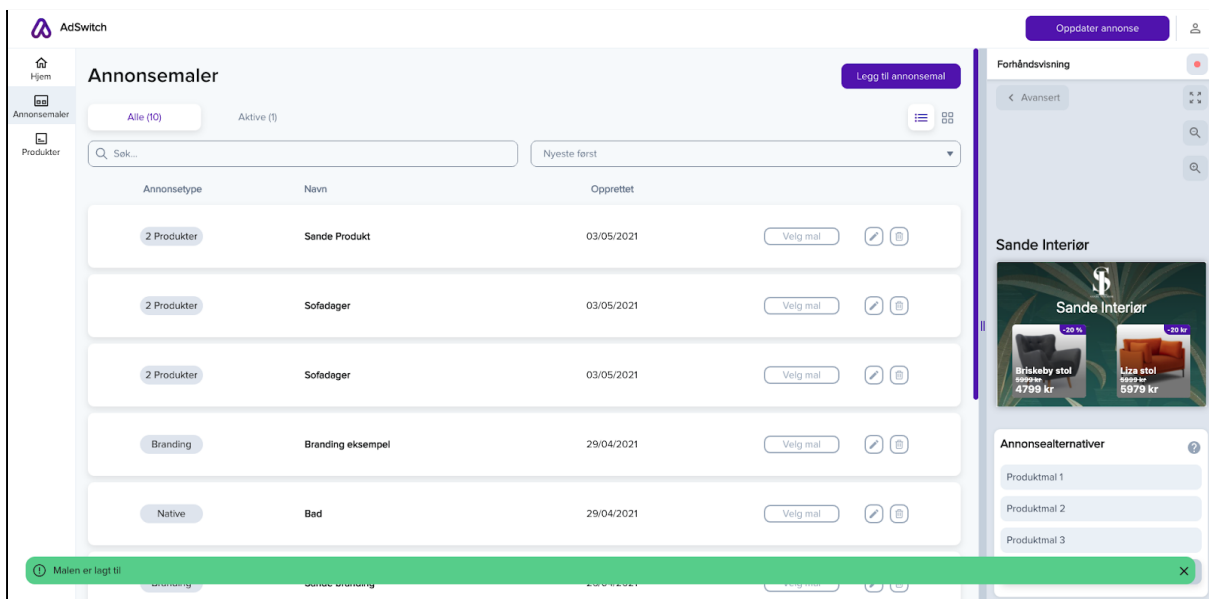 AdSwitch
Oppdater annonse
Hjem
Annonsemaler
Produkter
Annonsemaler
Legg til annonsemal
Alle (10)
Aktive (1)
Søk...
Nyeste først
Annonsetype Navn Opprettet
2 Produkter Sande Produkt 03/05/2021 Velg mal
2 Produkter Sofadager 03/05/2021 Velg mal
2 Produkter Sofadager 03/05/2021 Velg mal
Branding Branding eksempel 29/04/2021 Velg mal
Native Bad 29/04/2021 Velg mal
Forhåndsvisning
Avansert
Sande Interiør
Sande Interiør
-20 %
Briskeby stol
5999 kr
4799 kr
-20 kr
Liza stol
5999 kr
5979 kr
Annonsealternativer
Produktmal 1
Produktmal 2
Produktmal 3
Malen er lagt til